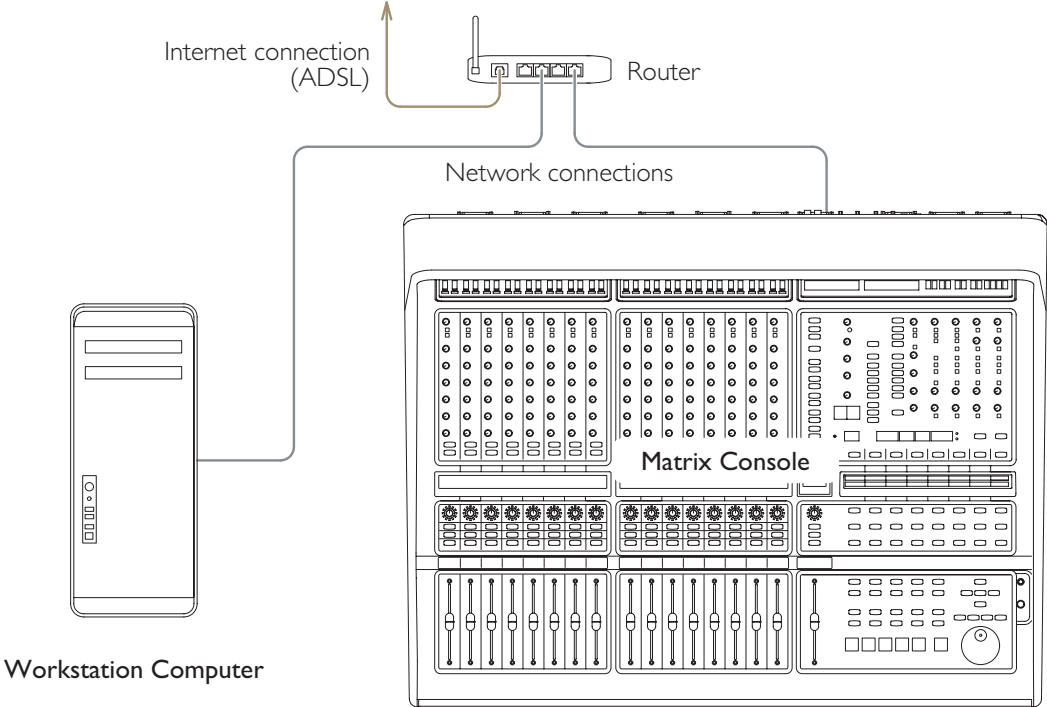 Internet connection
(ADSL)
Router
Network connections
Matrix Console
Workstation Computer